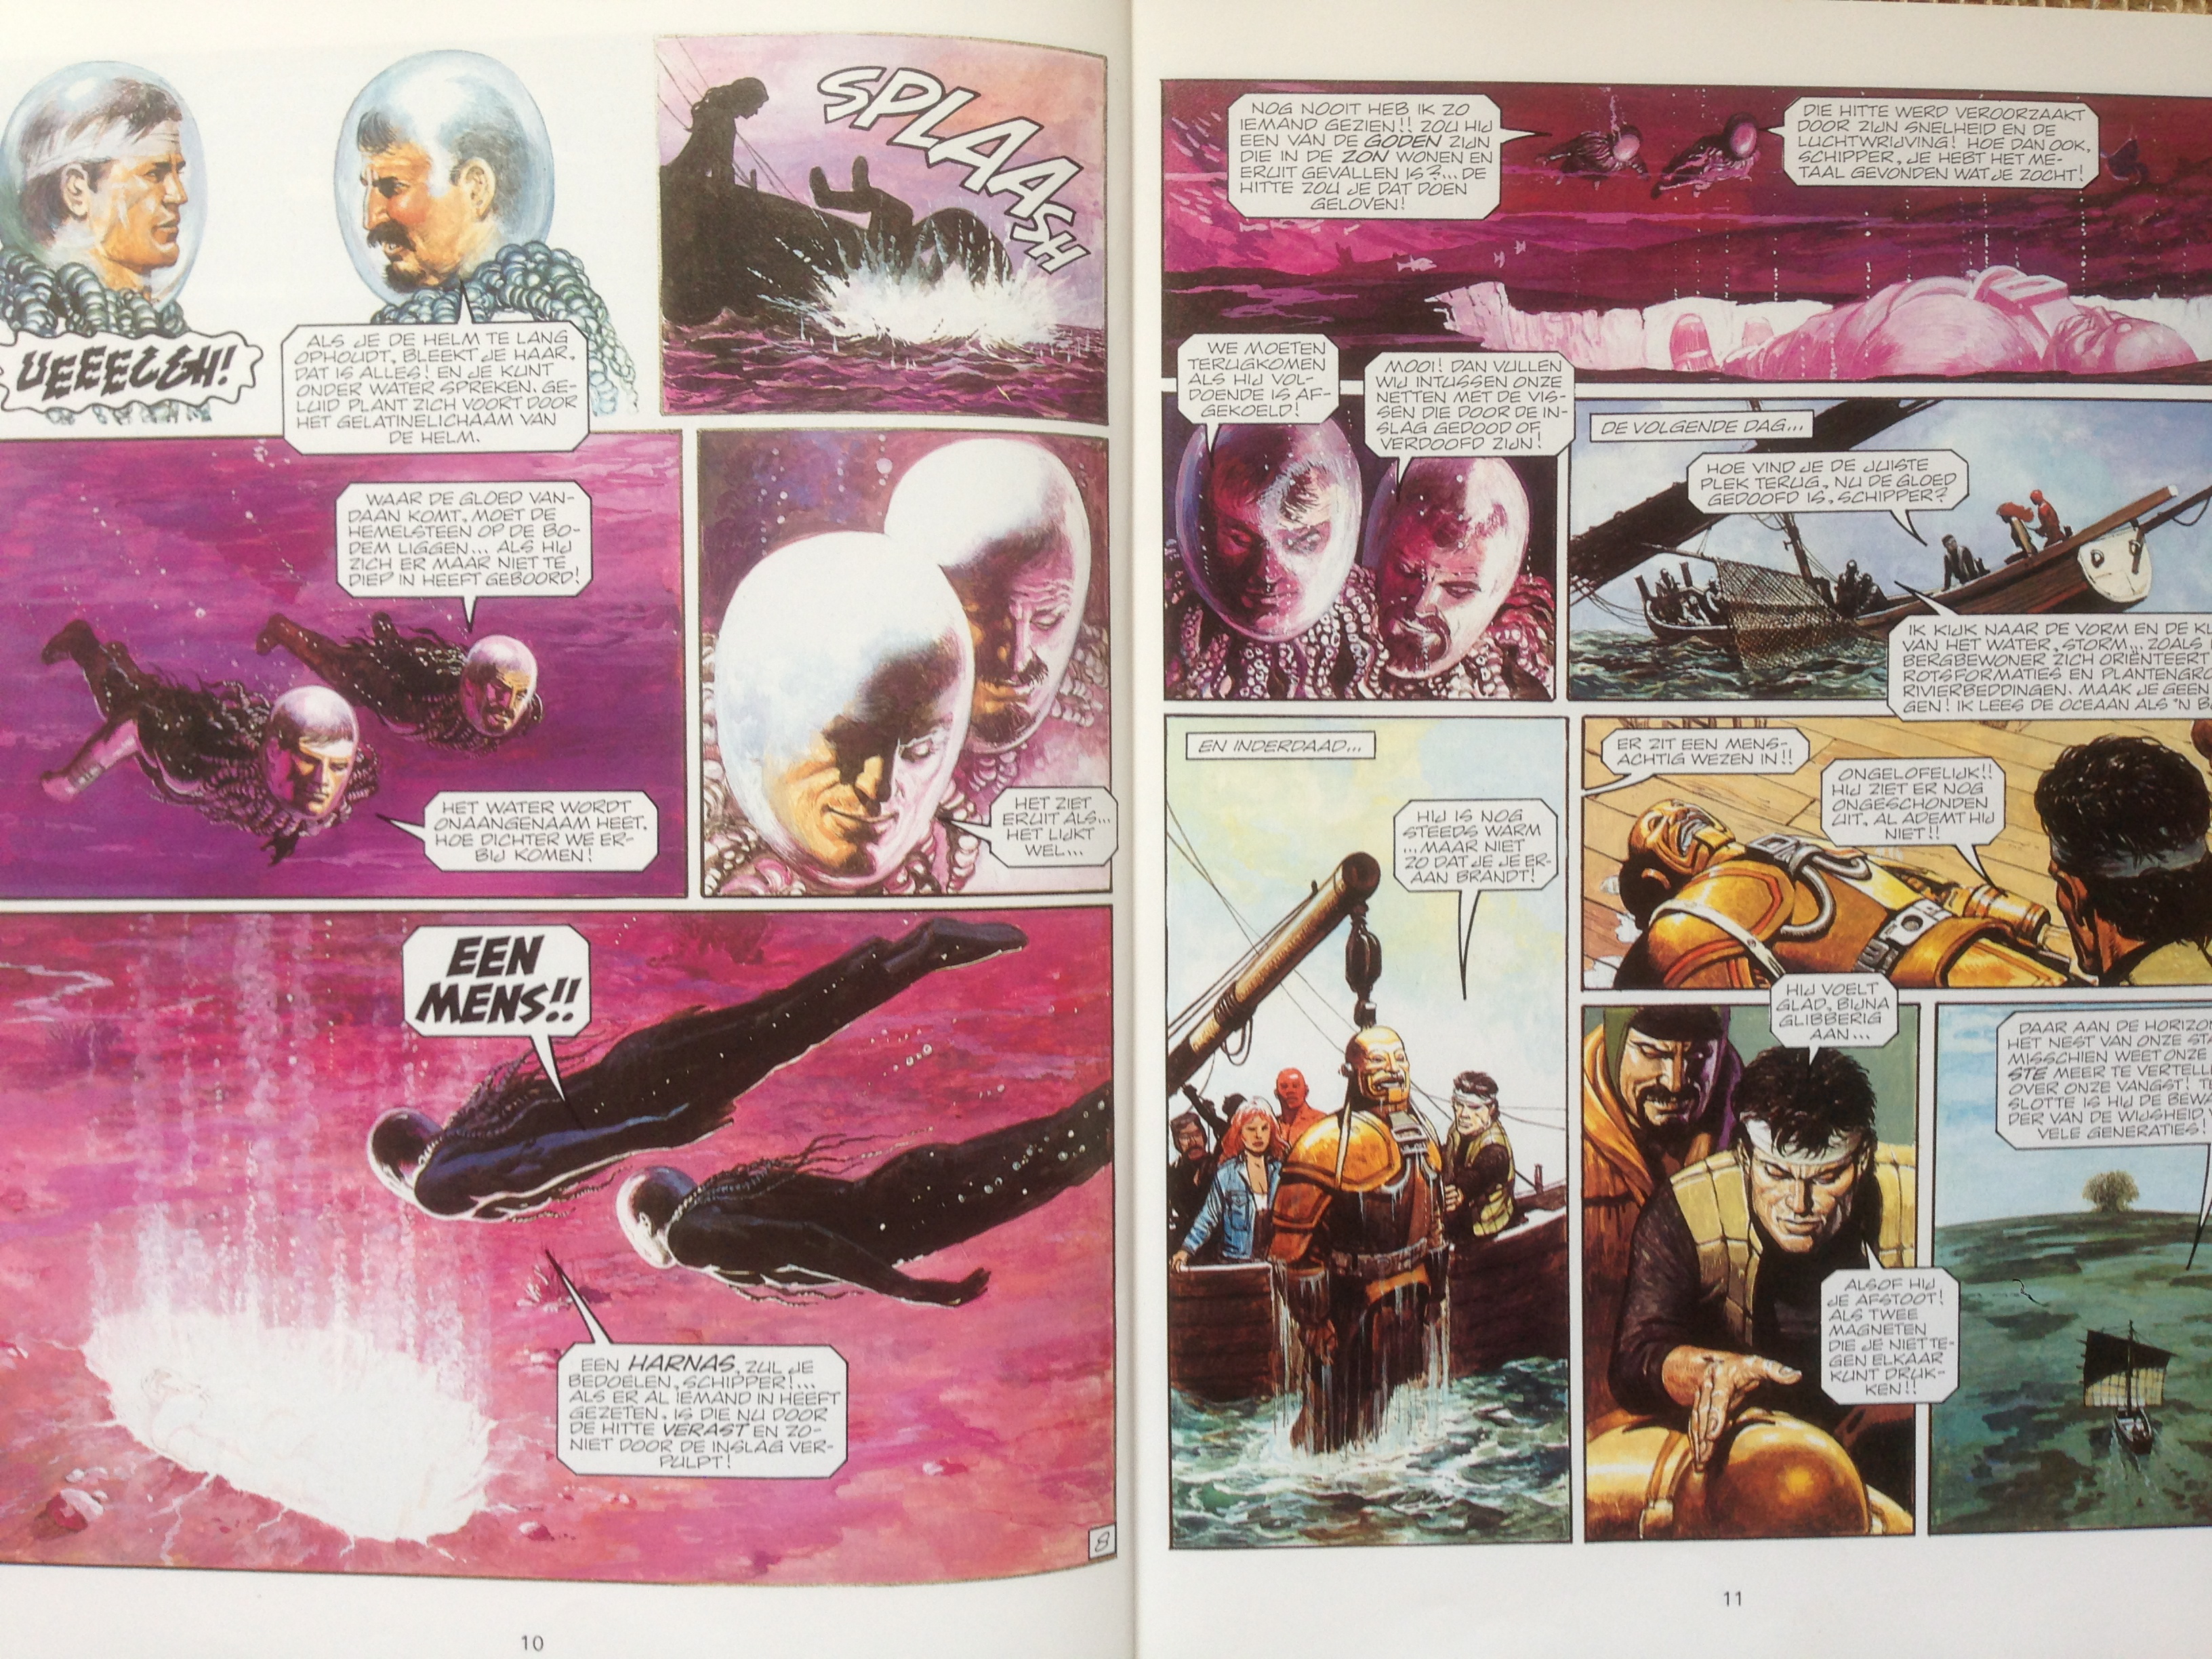 UEEECGH!
ALS JE DE HELM TE LANG
OPHOUDT, BLEEKT JE HAAR,
DAT IS ALLES! EN JE KUNT
ONDER WATER SPREKEN. GE-
LUID PLANT ZICH VOORT DOOR
HET GELATINELICHAAM VAN
DE HELM.
SPLAASH
WAAR DE GLOED VAN-
DAAN KOMT, MOET DE
HEMELSTEEN OP DE BO-
DEM LIGGEN... ALS HIJ
ZICH ER MAAR NIET TE
DIEP IN HEEFT GEBOORD!
HET WATER WORDT
ONAANGENAAM HEET,
HOE DICHTER WE ER-
BIJ KOMEN!
HET ZIET
ERUIT ALS...
HET LIJKT
WEL...
EEN
MENS!!
EEN HARNAS, ZUL JE
BEDOELEN, SCHIPPER!...
ALS ER AL IEMAND IN HEEFT
GEZETEN, IS DIE NU DOOR
DE HITTE VERAST EN ZO-
NIET DOOR DE INSLAG VER-
PULPT!
8
10
NOG NOOIT HEB IK ZO
IEMAND GEZIEN!! ZOU HIJ
EEN VAN DE GODEN ZIJN
DIE IN DE ZON WONEN EN
ERUIT GEVALLEN IS?... DE
HITTE ZOU JE DAT DOEN
GELOVEN!
DIE HITTE WERD VEROORZAAKT
DOOR ZIJN SNELHEID EN DE
LUCHTWRIJVING! HOE DAN OOK,
SCHIPPER, JE HEBT HET ME-
TAAL GEVONDEN WAT JE ZOCHT!
WE MOETEN
TERUGKOMEN
ALS HIJ VOL-
DOENDE IS AF-
GEKOELD!
MOOI! DAN VULLEN
WIJ INTUSSEN ONZE
NETTEN MET DE VIS-
SEN DIE DOOR DE IN-
SLAG GEDOOD OF
VERDOOFD ZIJN!
DE VOLGENDE DAG...
HOE VIND JE DE JUISTE
PLEK TERUG, NU DE GLOED
GEDOOFD IS, SCHIPPER?
IK KIJK NAAR DE VORM EN DE
VAN HET WATER, STORM... ZOALS
BERGBEWONER ZICH ORIËNTEERT
ROTSFORMATIES EN
RIVIERBEDDINGEN. MAAK JE GEEN
GEN! IK LEES DE OCEAAN ALS 'N
EN INDERDAAD...
HIJ IS NOG
STEEDS WARM
...MAAR NIET
ZO DAT JE JE ER-
AAN BRANDT!
ER ZIT EEN MENS-
ACHTIG WEZEN IN!!
ONGELOFELIJK!!
HIJ ZIET ER NOG
ONGESCHONDEN
UIT, AL ADEMT HIJ
NIET!!
HIJ VOELT
GLAD, BIJNA
GLIBBERIG
AAN...
ALSOF HIJ
JE AFSTOOT!
ALS TWEE
MAGNETEN
DIE JE NIET TE-
GEN ELKAAR
KUNT DRUK-
KEN!!
DAAR AAN DE
HET NEST VAN ONZE
MISSCHIEN WEET ONZE
STE MEER TE
OVER ONZE VANGST!
SLOTTE IS HIJ DE
DER VAN DE WIJSHEID
VELE GENERATIES!
11